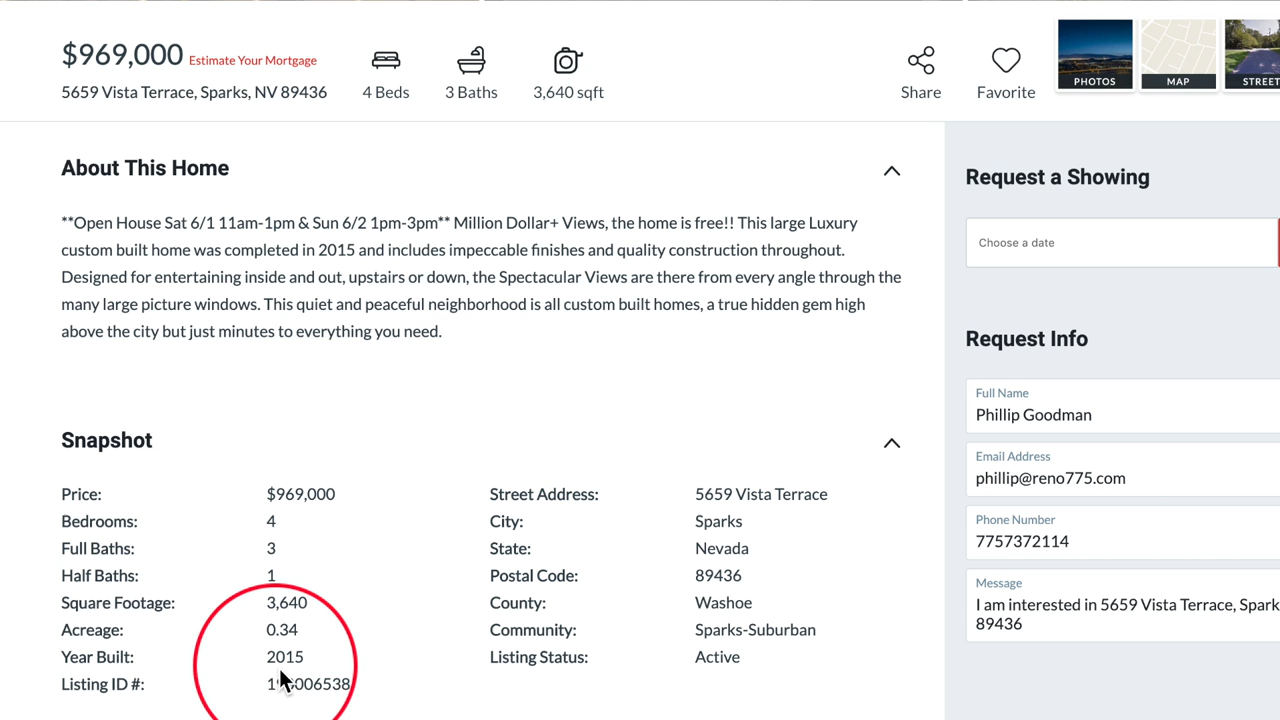 $969,000 Estimate Your Mortgage
5659 Vista Terrace, Sparks, NV 89436
4 Beds
3 Baths
3,640 sqft
Share
Favorite
PHOTOS
MAP
STREET
About This Home
**Open House Sat 6/1 11am-1pm & Sun 6/2 1pm-3pm** Million Dollar+ Views, the home is free!! This large Luxury
custom built home was completed in 2015 and includes impeccable finishes and quality construction throughout.
Designed for entertaining inside and out, upstairs or down, the Spectacular Views are there from every angle through the
many large picture windows. This quiet and peaceful neighborhood is all custom built homes, a true hidden gem high
above the city but just minutes to everything you need.
Snapshot
Price: $969,000
Bedrooms: 4
Full Baths: 3
Half Baths: 1
Square Footage: 3,640
Acreage: 0.34
Year Built: 2015
Listing ID #:
Street Address: 5659 Vista Terrace
City: Sparks
State: Nevada
Postal Code: 89436
County: Washoe
Community: Sparks-Suburban
Listing Status: Active
Request a Showing
Choose a date
Request Info
Full Name
Phillip Goodman
Email Address
phillip@reno775.com
Phone Number
7757372114
Message
I am interested in 5659 Vista Terrace, Spark
89436